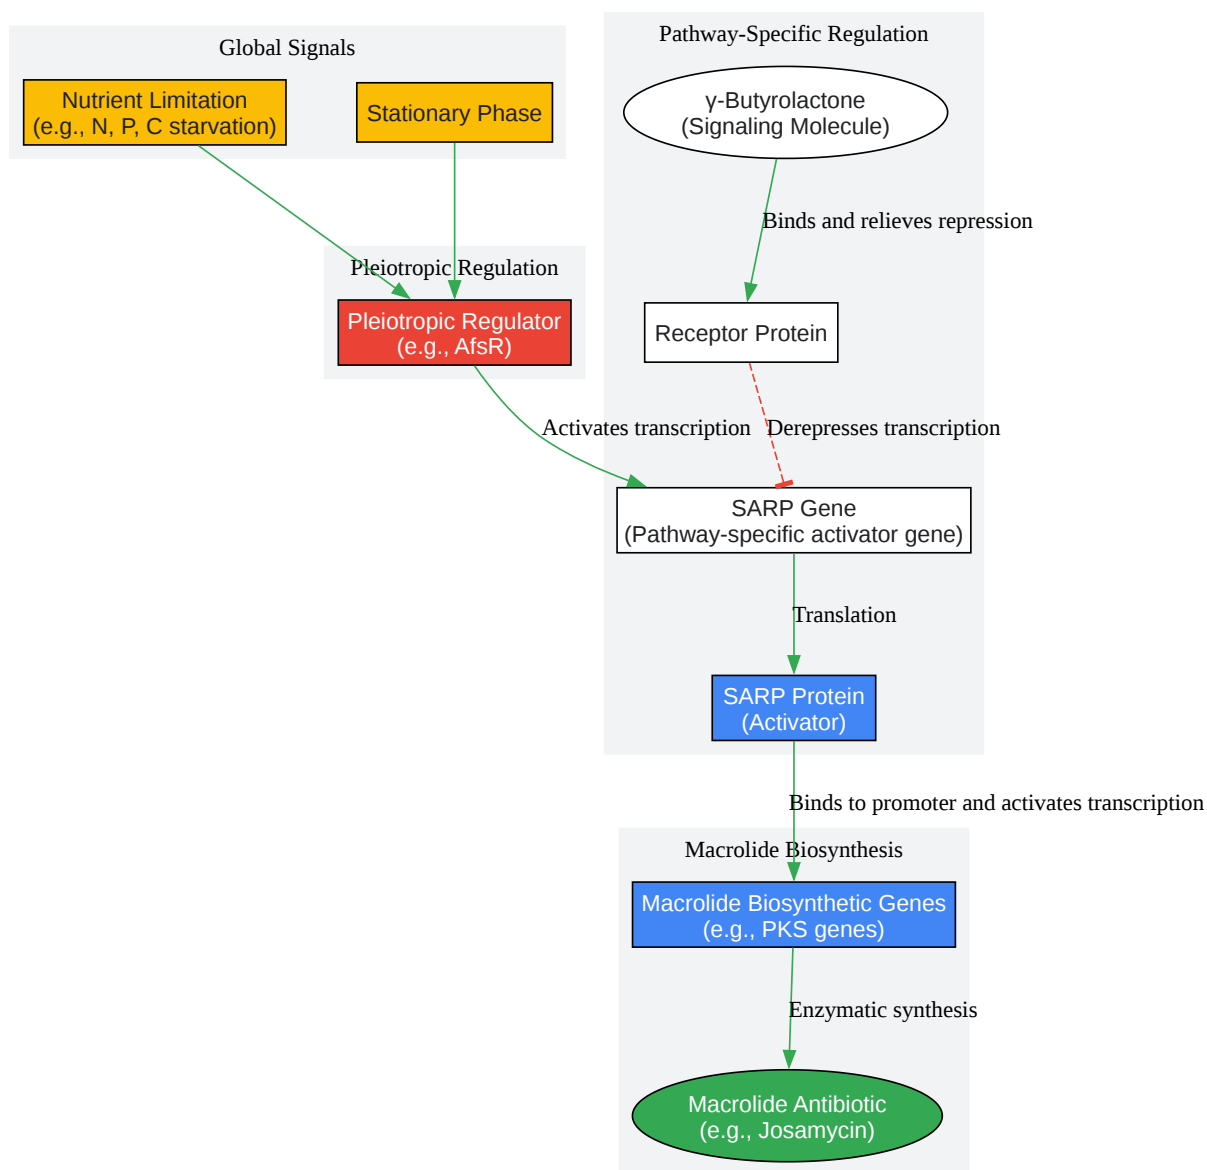 Global Signals
Nutrient Limitation
(e.g., N, P, C starvation)
Stationary Phase
Pathway-Specific Regulation
γ-Butyrolactone
(Signaling Molecule)
Binds and relieves repression
Pleiotropic Regulation
Pleiotropic Regulator
(e.g., AfsR)
Receptor Protein
Activates transcription
Derepresses transcription
SARP Gene
(Pathway-specific activator gene)
Translation
SARP Protein
(Activator)
Binds to promoter and activates transcription
Macrolide Biosynthesis
Macrolide Biosynthetic Genes
(e.g., PKS genes)
Enzymatic synthesis
Macrolide Antibiotic
(e.g., Josamycin)